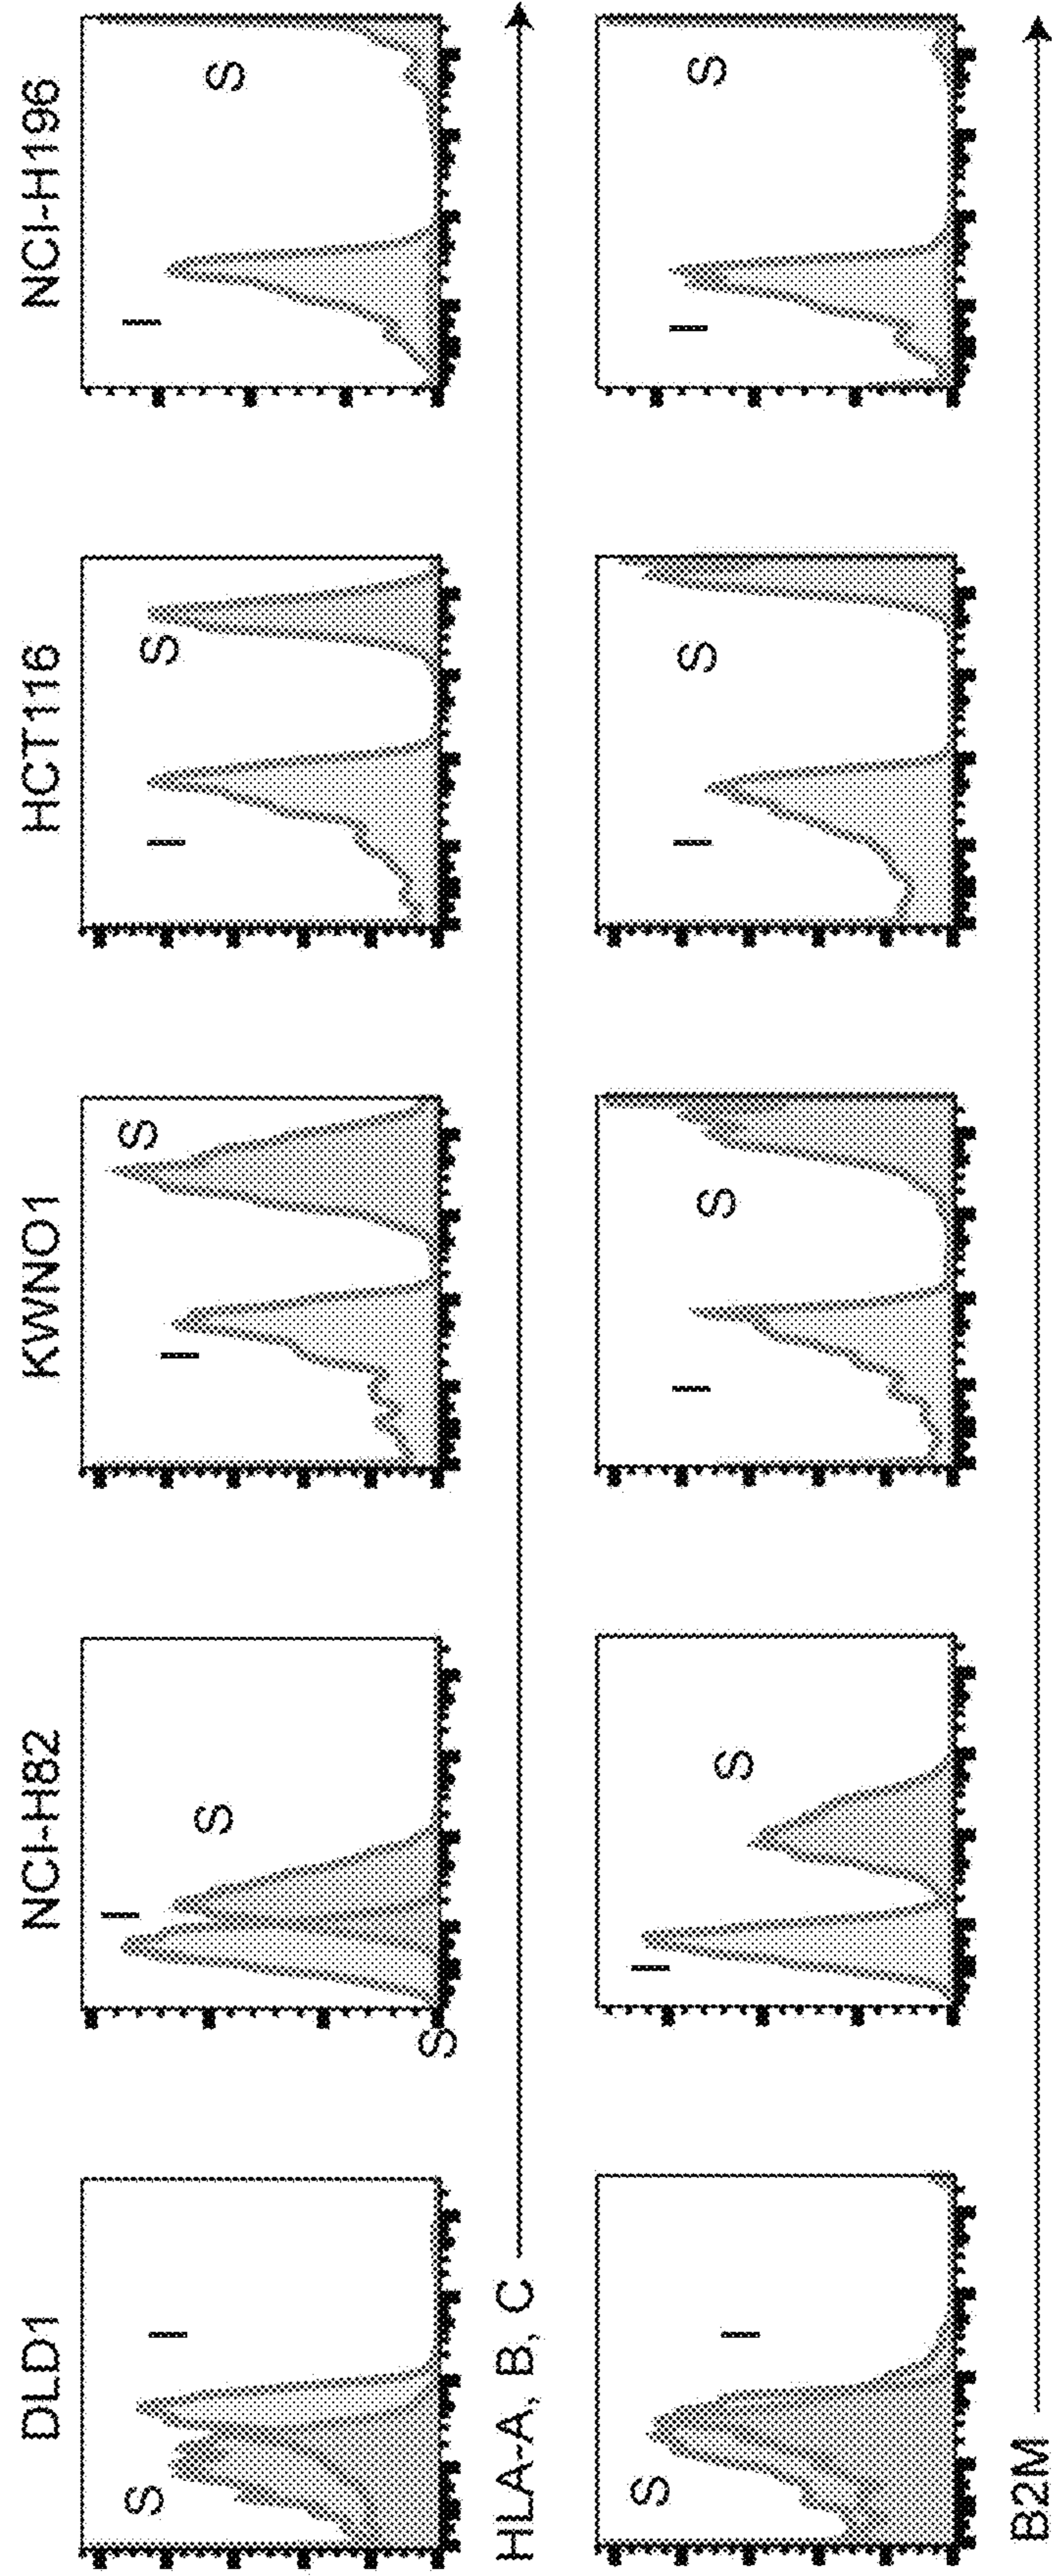 DLD1 NCI-H82 KWNO1 HCT116 NCI-H196
S I
I S
S
I S
I S
I S
HLA-A, B, C
S I
I S
I S
I S
I S
B2M